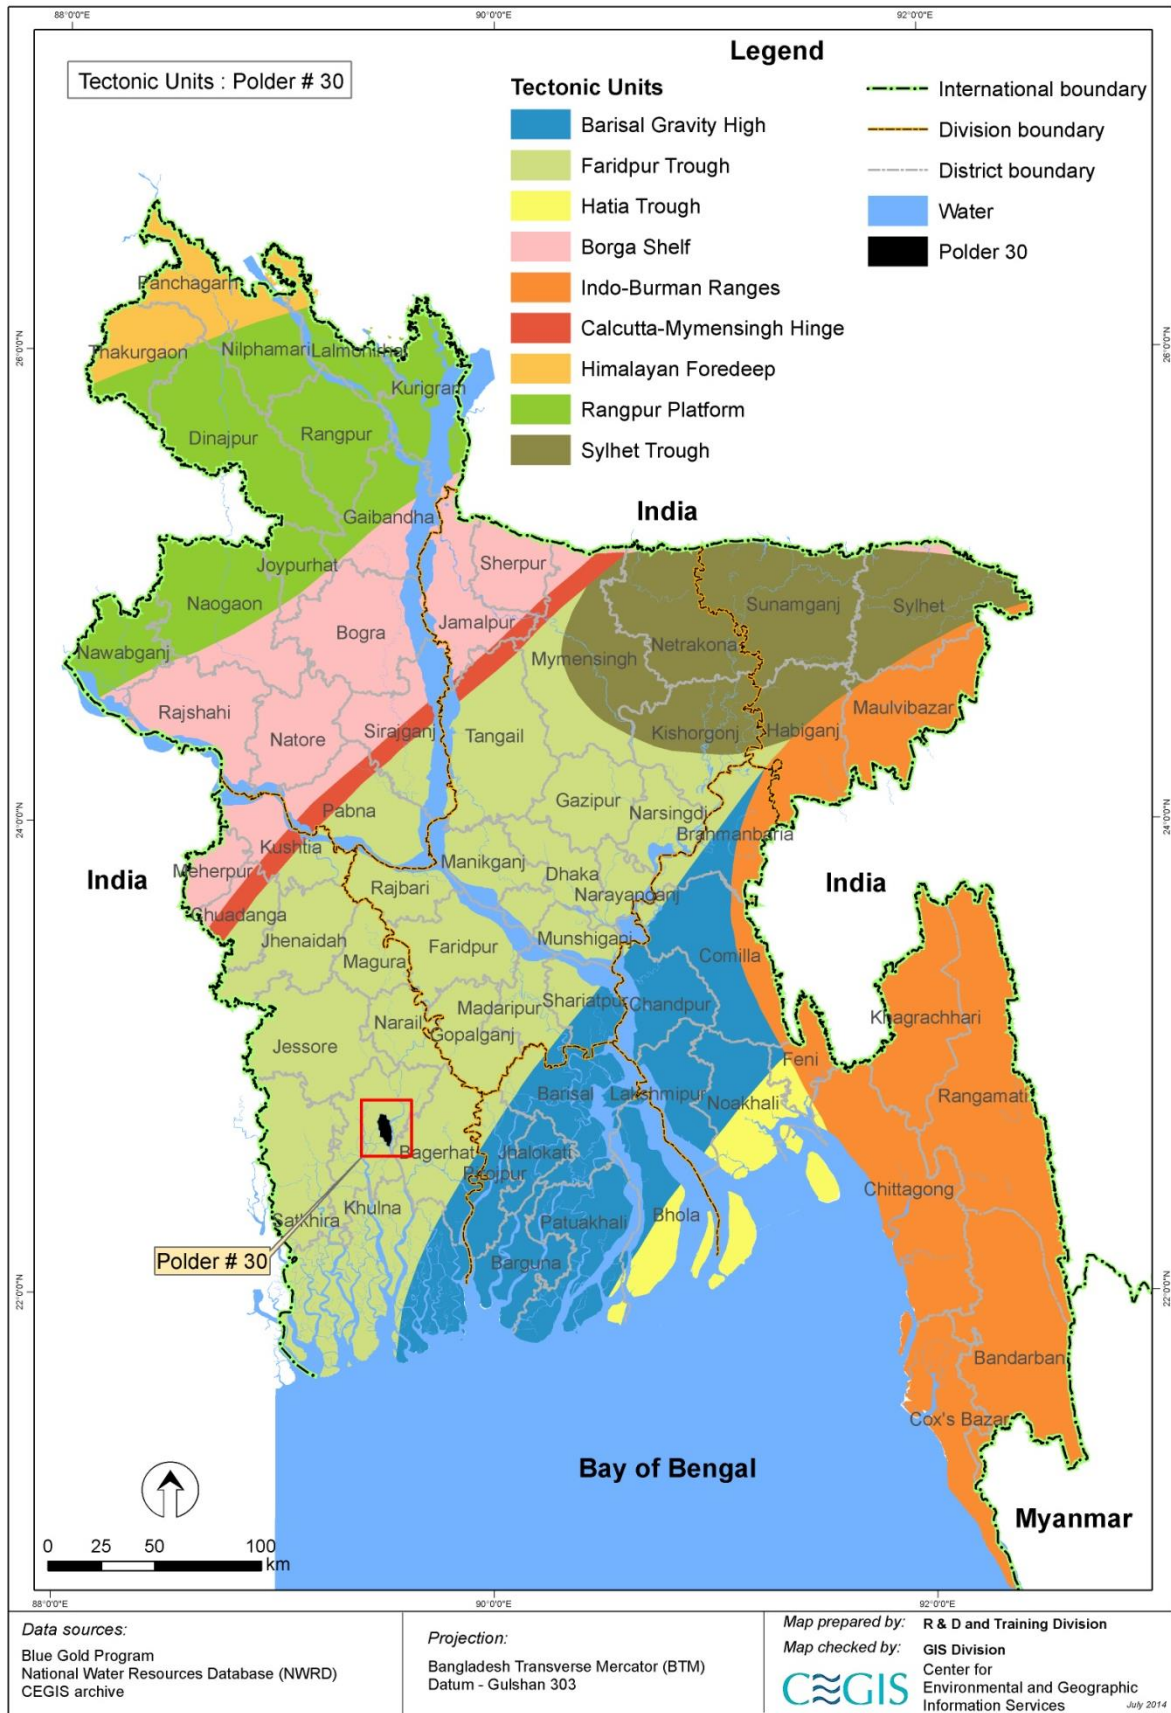 88°0'0"E
90°0'0"E
92°0'0"E
Tectonic Units : Polder # 30
Legend
Tectonic Units
Barisal Gravity High
Faridpur Trough
Hatia Trough
Borga Shelf
Indo-Burman Ranges
Calcutta-Mymensingh Hinge
Himalayan Foredeep
Rangpur Platform
Sylhet Trough
International boundary
Division boundary
District boundary
Water
Polder 30
Panchagarh
Thakurgaon
Nilphamari
Lalmonirhat
26°0'0"N
26°0'0"N
Kurigram
Dinajpur
Rangpur
India
Gaibandha
Joypurhat
Sherpur
Naogaon
Sunamganj
Sylhet
Bogra
Jamalpur
Nawabganj
Mymensingh
Netrakona
Rajshahi
Maulvibazar
Natore
Sirajganj
Tangail
Kishorgonj
Habiganj
Pabna
Gazipur
Narsingdi
24°0'0"N
24°0'0"N
Brahmanbaria
Kushtia
India
Meherpur
Manikganj
Rajbari
Dhaka
India
Narayanganj
Chuadanga
Jhenaidah
Faridpur
Munshiganj
Magura
Comilla
Shariatpur
Chandpur
Madaripur
Narail
Gopalganj
Khagrachhari
Jessore
Feni
Barisal
Lakshmipur
Noakhali
Rangamati
Bagerhat
Jhalokati
Pirojpur
Chittagong
Satkhira
Khulna
Patuakhali
Bhola
Polder # 30
Barguna
22°0'0"N
22°0'0"N
Bandarban
Cox's Bazar
Bay of Bengal
Myanmar
0 25 50 100
km
88°0'0"E
90°0'0"E
92°0'0"E
Data sources:
Blue Gold Program
National Water Resources Database (NWRD)
CEGIS archive
Projection:
Bangladesh Transverse Mercator (BTM)
Datum - Gulshan 303
Map prepared by: R & D and Training Division
Map checked by: GIS Division
CEGIS
Center for
Environmental and Geographic
Information Services
July 2014